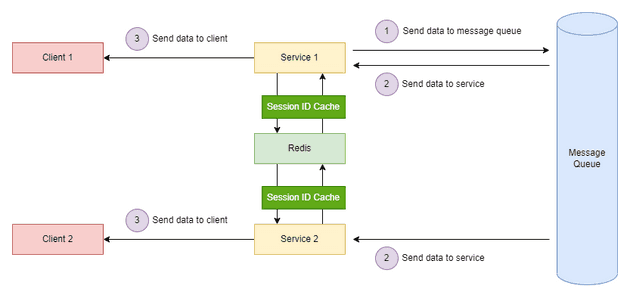 1 Send data to message queue
3 Send data to client
Client 1
Service 1
2 Send data to service
Session ID Cache
Redis
Message
Queue
Session ID Cache
3 Send data to client
Client 2
Service 2
2 Send data to service